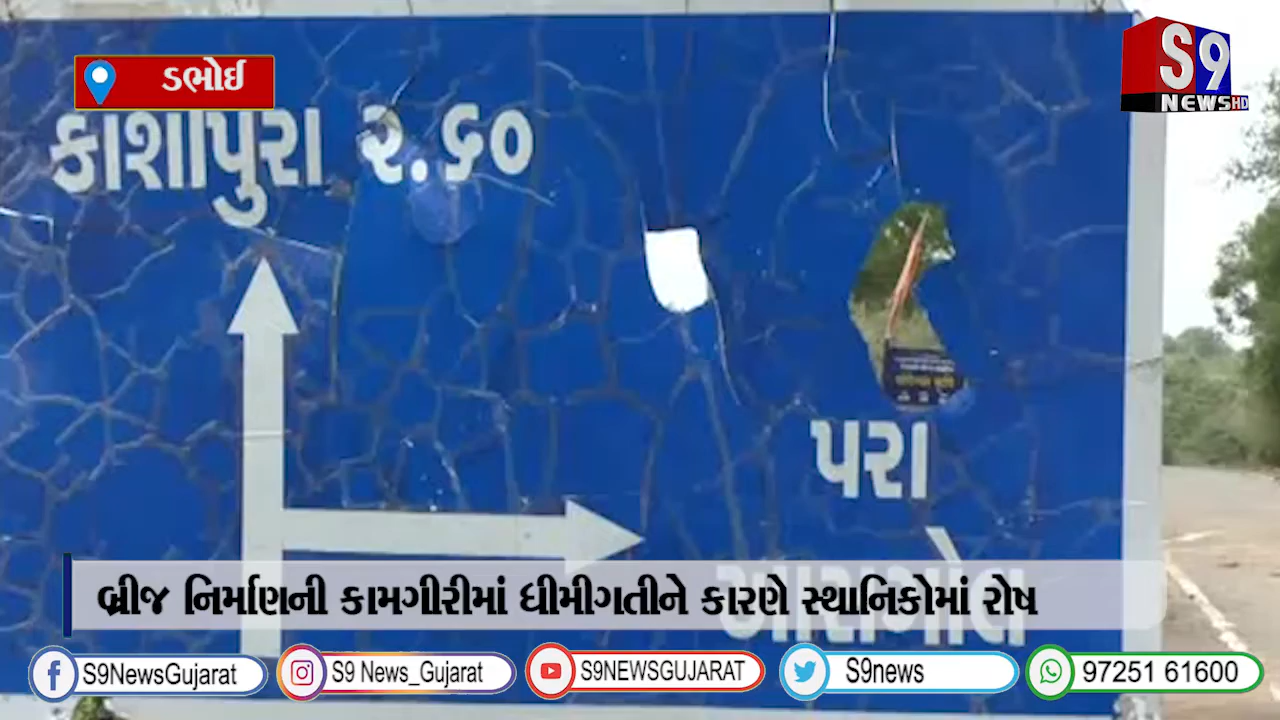 ડભોઈ
S9
NEWS HD
કાશીપુરા ૨.૬૦
પરા
બ્રીજ નિર્માણની કામગીરીમાં ધીમીગતીને કારણે સ્થાનિકોમાં રોષ
S9NewsGujarat
S9 News_Gujarat
S9NEWSGUJARAT
S9news
97251 61600